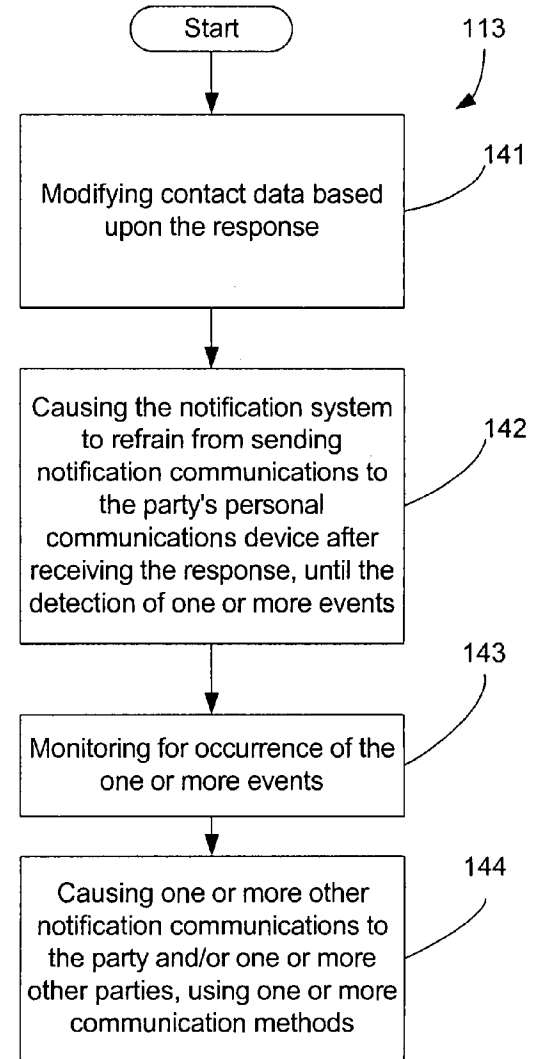 Start
113
141
Modifying contact data based
upon the response
Causing the notification system
to refrain from sending
notification communications to
the party's personal
communications device after
receiving the response, until the
detection of one or more events
142
143
Monitoring for occurrence of the
one or more events
144
Causing one or more other
notification communications to
the party and/or one or more
other parties, using one or more
communication methods